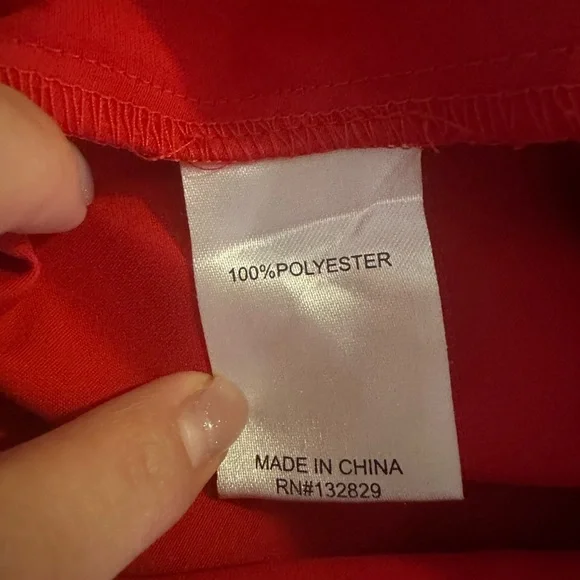 100%POLYESTER
MADE IN CHINA
RN#132829